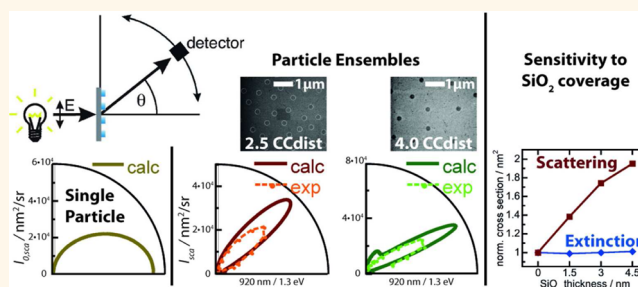 detector
E
θ
Particle Ensembles
1μm
2.5 CCdist
1μm
4.0 CCdist
Sensitivity to
SiO₂ coverage
6·10⁴
calc
Single
Particle
3·10⁴
0
I0,sca / nm²/sr
4·10⁴
calc
exp
2·10⁴
0
Isca / nm²/sr
920 nm / 1.3 eV
8·10⁴
calc
exp
4·10⁴
0
920 nm / 1.3 eV
norm. cross section / nm²
2
1.8
1.6
1.4
1.2
1
Scattering
Extinction
0
1.5
3
4.5
SiO thickness / nm